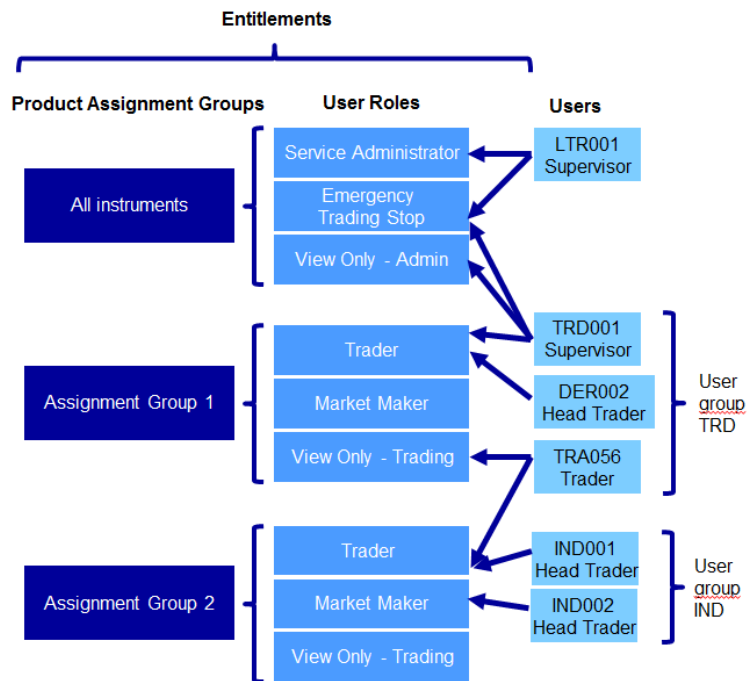 Entitlements
Product Assignment Groups
User Roles
Users
All instruments
Service Administrator
Emergency
Trading Stop
View Only - Admin
LTR001
Supervisor
Assignment Group 1
Trader
Market Maker
View Only - Trading
TRD001
Supervisor
DER002
Head Trader
TRA056
Trader
User
group
TRD
Assignment Group 2
Trader
Market Maker
View Only - Trading
IND001
Head Trader
IND002
Head Trader
User
group
IND